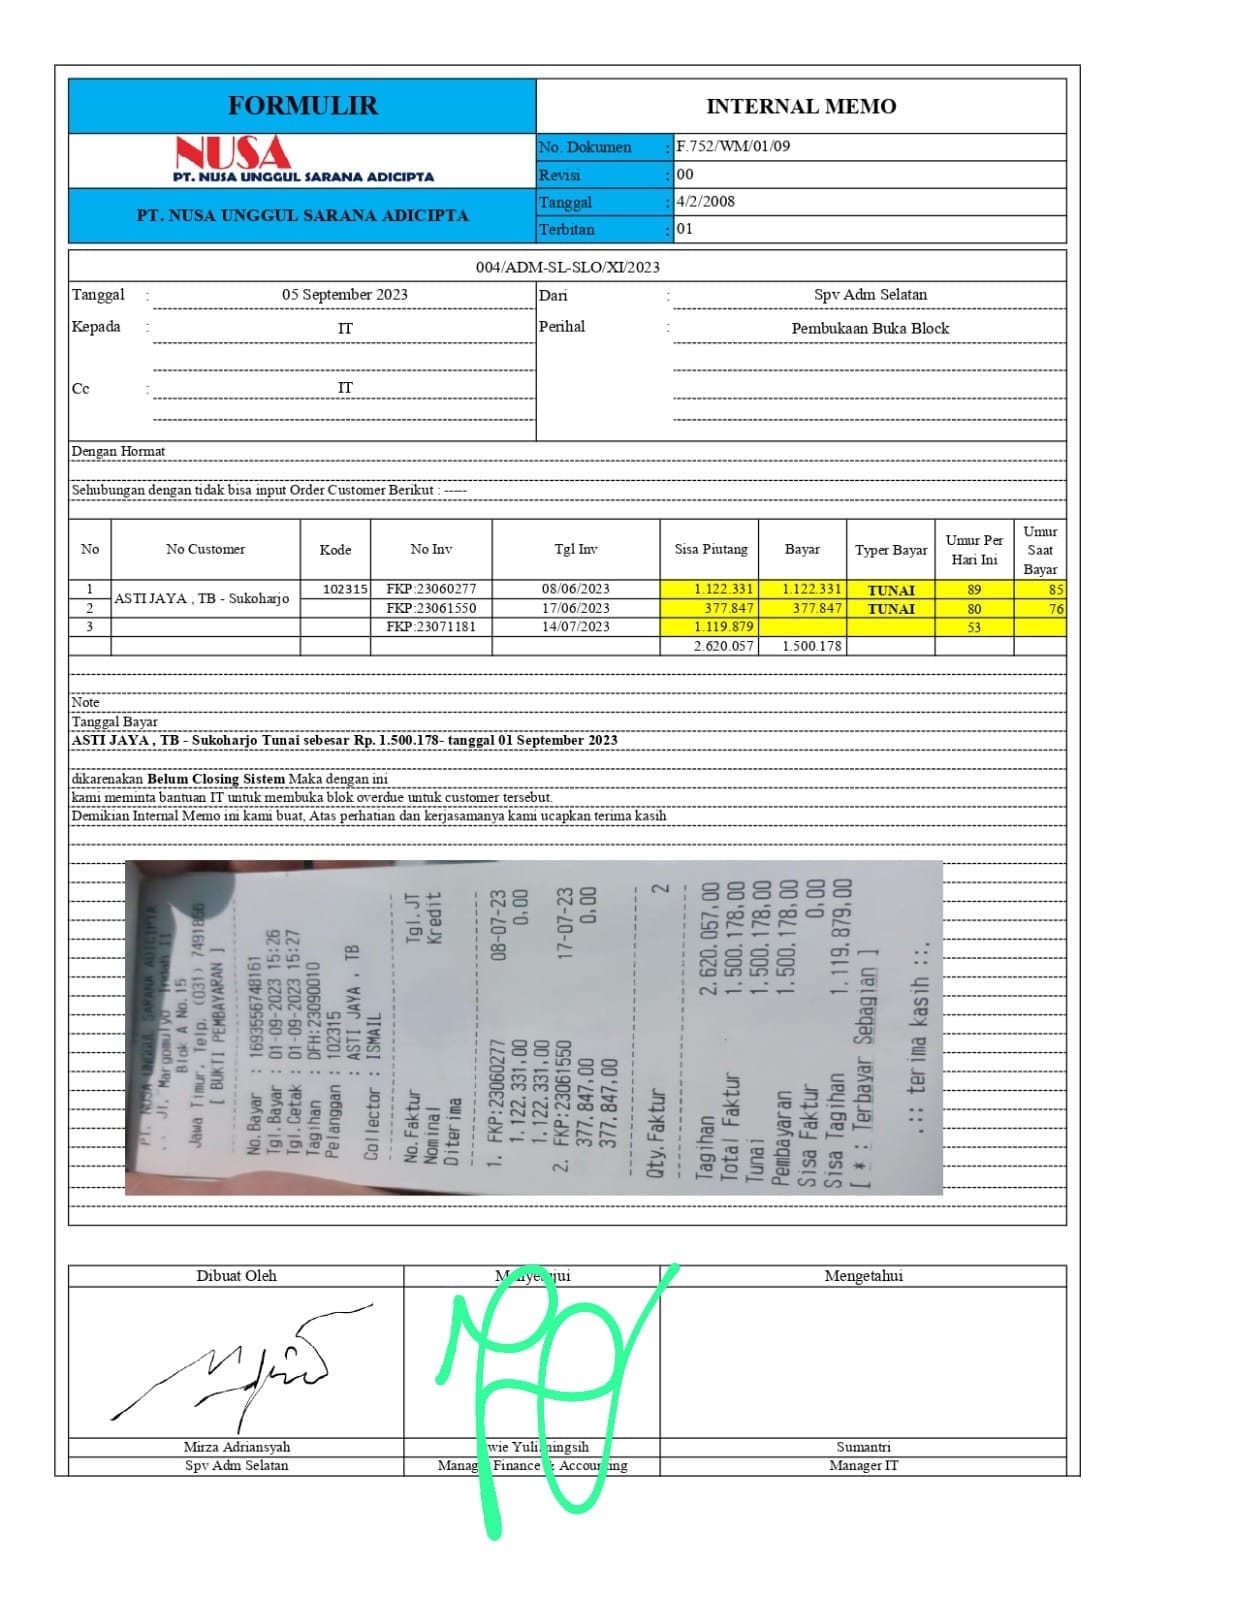 FORMULIR
INTERNAL MEMO
NUSA
PT. NUSA UNGGUL SARANA ADICIPTA
PT. NUSA UNGGUL SARANA ADICIPTA
No. Dokumen : F.752/WM/01/09
Revisi : 00
Tanggal : 4/2/2008
Terbitan : 01
004/ADM-SL-SLO/XI/2023
Tanggal : 05 September 2023 Dari : Spv Adm Selatan
Kepada : IT Perihal : Pembukaan Buka Block
Cc : IT
Dengan Hormat
Sehubungan dengan tidak bisa input Order Customer Berikut : -----
No No Customer Kode No Inv Tgl Inv Sisa Piutang Bayar Typer Bayar Umur Per Hari Ini Umur Saat Bayar
1 ASTI JAYA , TB - Sukoharjo 102315 FKP:23060277 08/06/2023 1.122.331 1.122.331 TUNAI 89 85
2 FKP:23061550 17/06/2023 377.847 377.847 TUNAI 80 76
3 FKP:23071181 14/07/2023 1.119.879 53
2.620.057 1.500.178
Note
Tanggal Bayar
ASTI JAYA , TB - Sukoharjo Tunai sebesar Rp. 1.500.178- tanggal 01 September 2023
dikarenakan Belum Closing Sistem Maka dengan ini
kami meminta bantuan IT untuk membuka blok overdue untuk customer tersebut.
Demikian Internal Memo ini kami buat, Atas perhatian dan kerjasamanya kami ucapkan terima kasih
PT. NUSA UNGGUL SARANA ADICIPTA
Jl. Margomulyo Indah II
Blok A No. 15
Jawa Timur, Telp. (031) 7491856
[ BUKTI PEMBAYARAN ]
No.Bayar : 1693556748161
Tgl.Bayar : 01-09-2023 15:26
Tgl.Cetak : 01-09-2023 15:27
Tagihan : DFH:23090010
Pelanggan : 102315
: ASTI JAYA , TB
Collector : ISMAIL
No.Faktur Tgl.JT
Nominal Kredit
Diterima
1. FKP:23060277 08-07-23
1.122.331,00 0,00
1.122.331,00
2. FKP:23061550 17-07-23
377.847,00 0,00
377.847,00
Qty.Faktur 2
Tagihan 2.620.057,00
Total Faktur 1.500.178,00
Tunai 1.500.178,00
Pembayaran 1.500.178,00
Sisa Faktur 0,00
Sisa Tagihan 1.119.879,00
[ * : Terbayar Sebagian ]
.:: terima kasih ::.
Dibuat Oleh Mengetahui
Mirza Adriansyah Sumantri
Spv Adm Selatan Manager IT